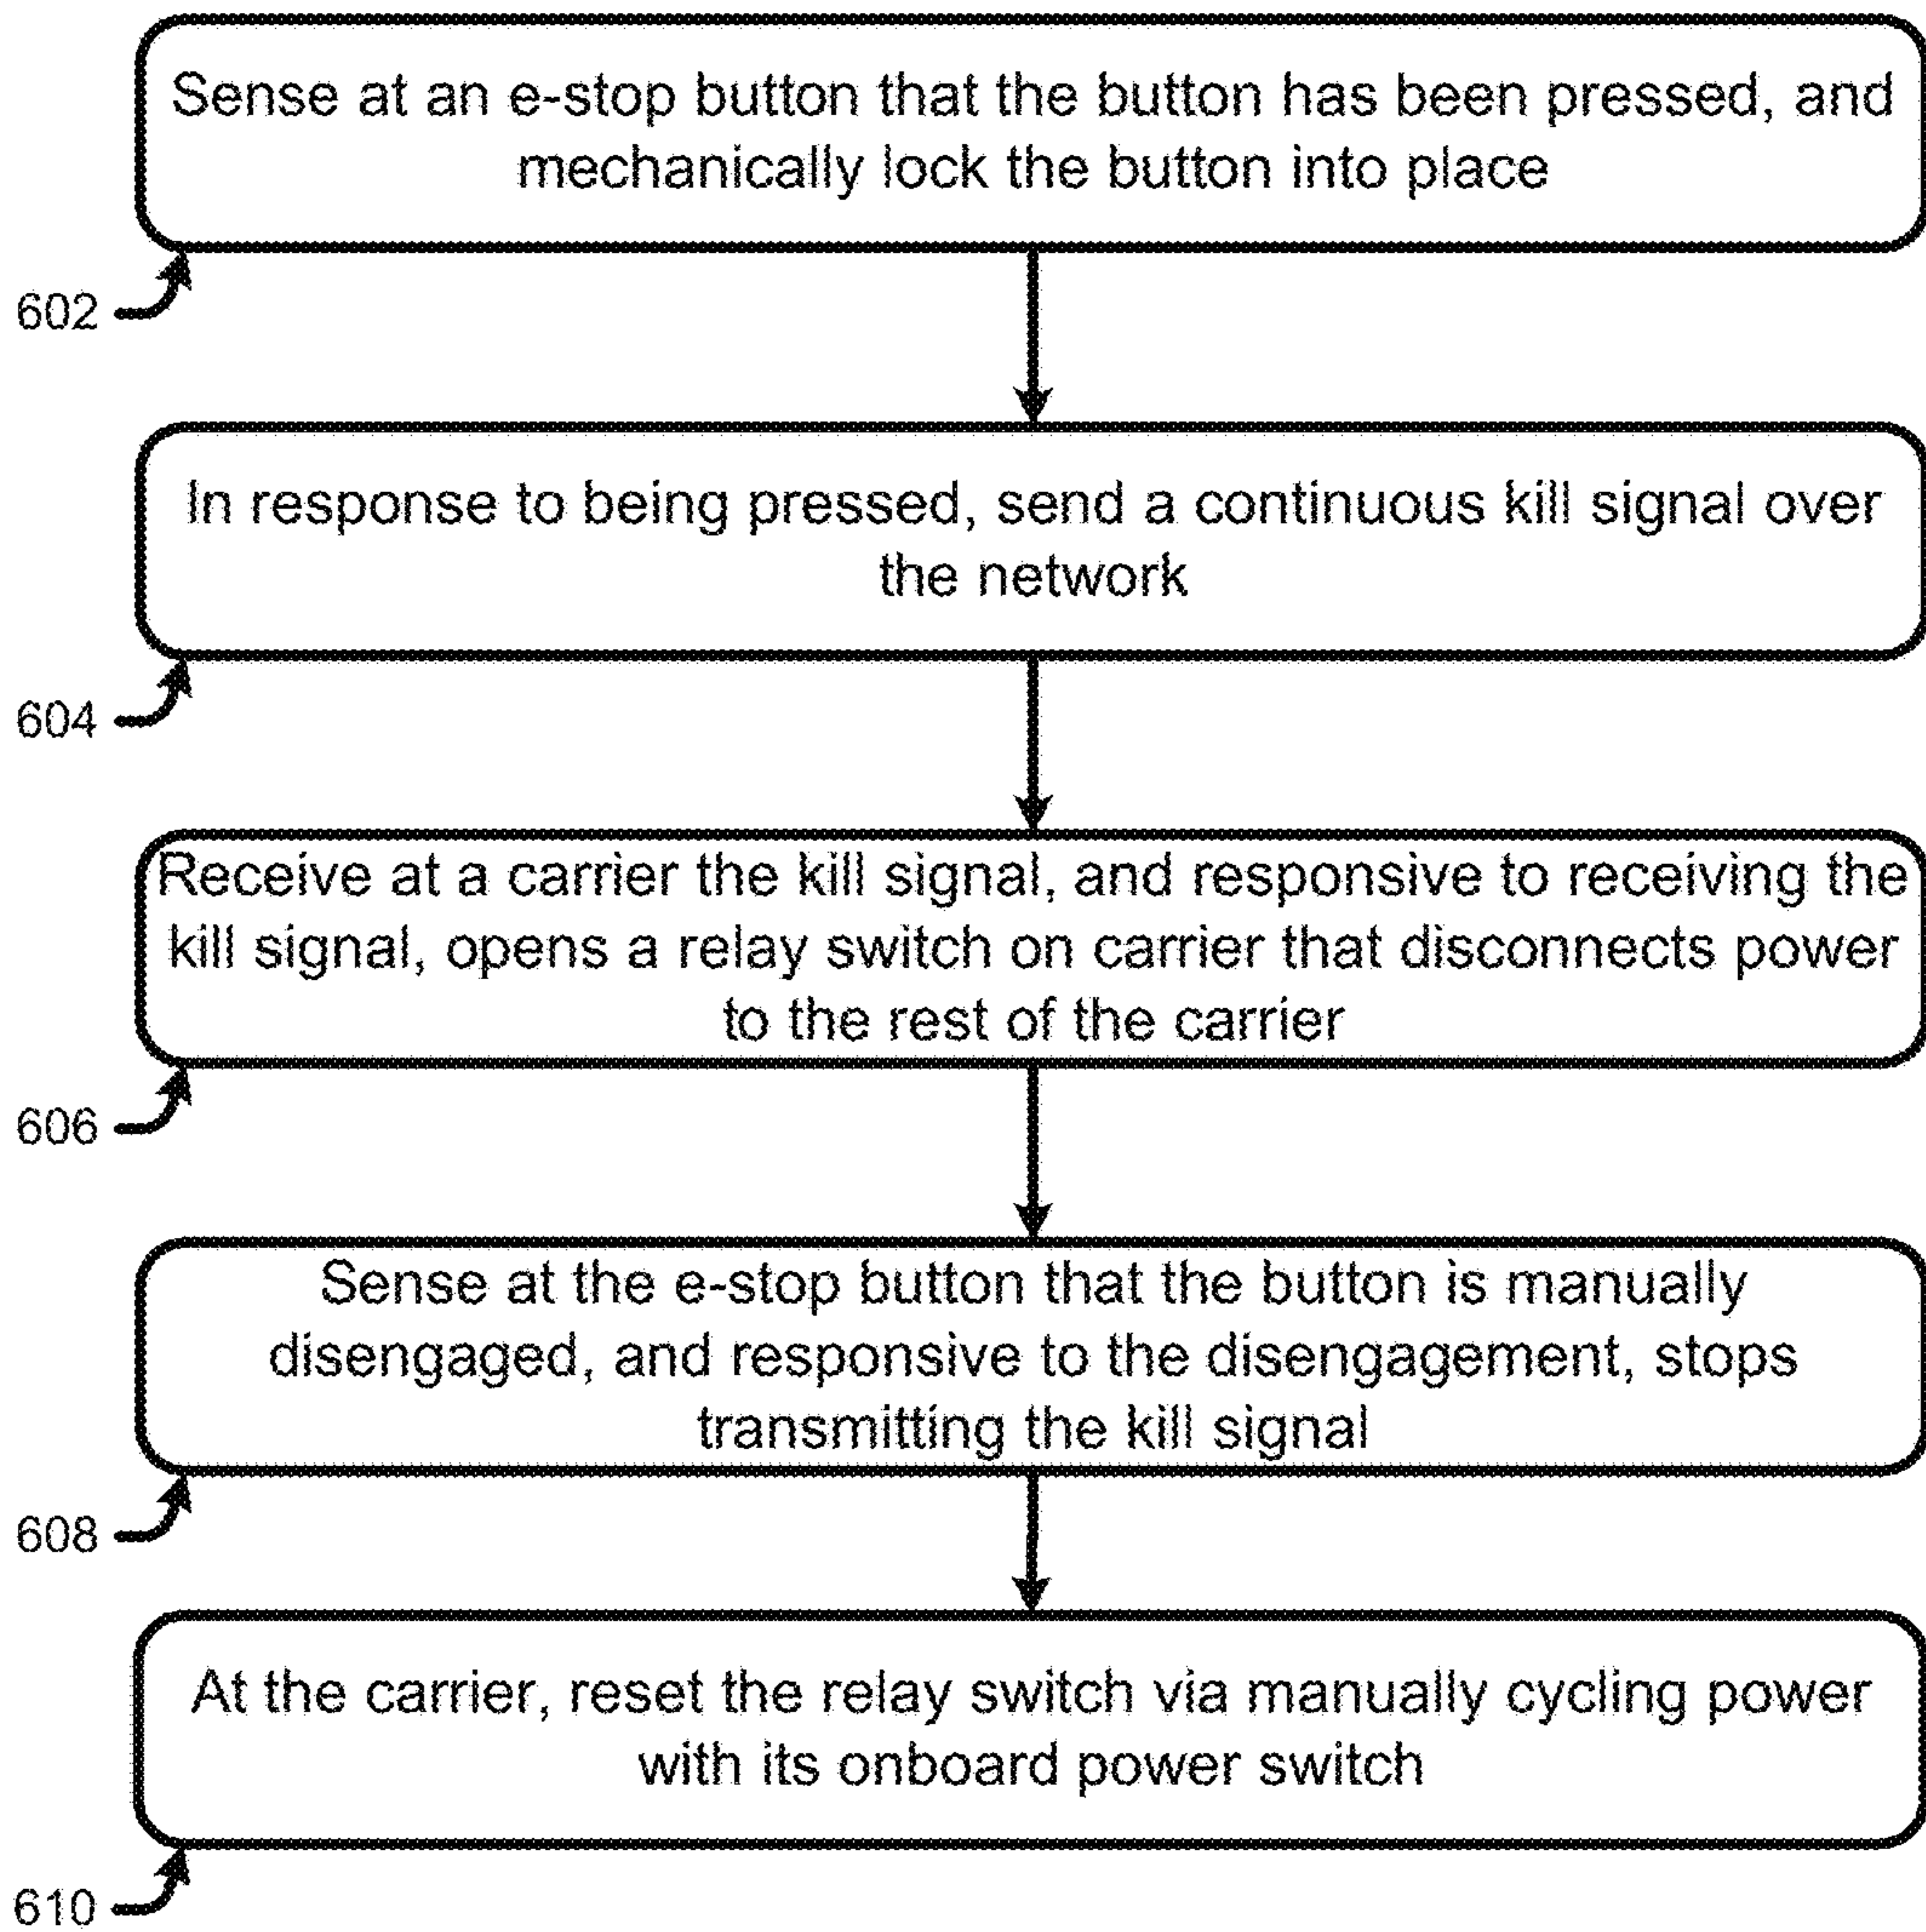 Sense at an e-stop button that the button has been pressed, and
mechanically lock the button into place
602
In response to being pressed, send a continuous kill signal over
the network
604
Receive at a carrier the kill signal, and responsive to receiving the
kill signal, opens a relay switch on carrier that disconnects power
to the rest of the carrier
606
Sense at the e-stop button that the button is manually
disengaged, and responsive to the disengagement, stops
transmitting the kill signal
608
At the carrier, reset the relay switch via manually cycling power
with its onboard power switch
610